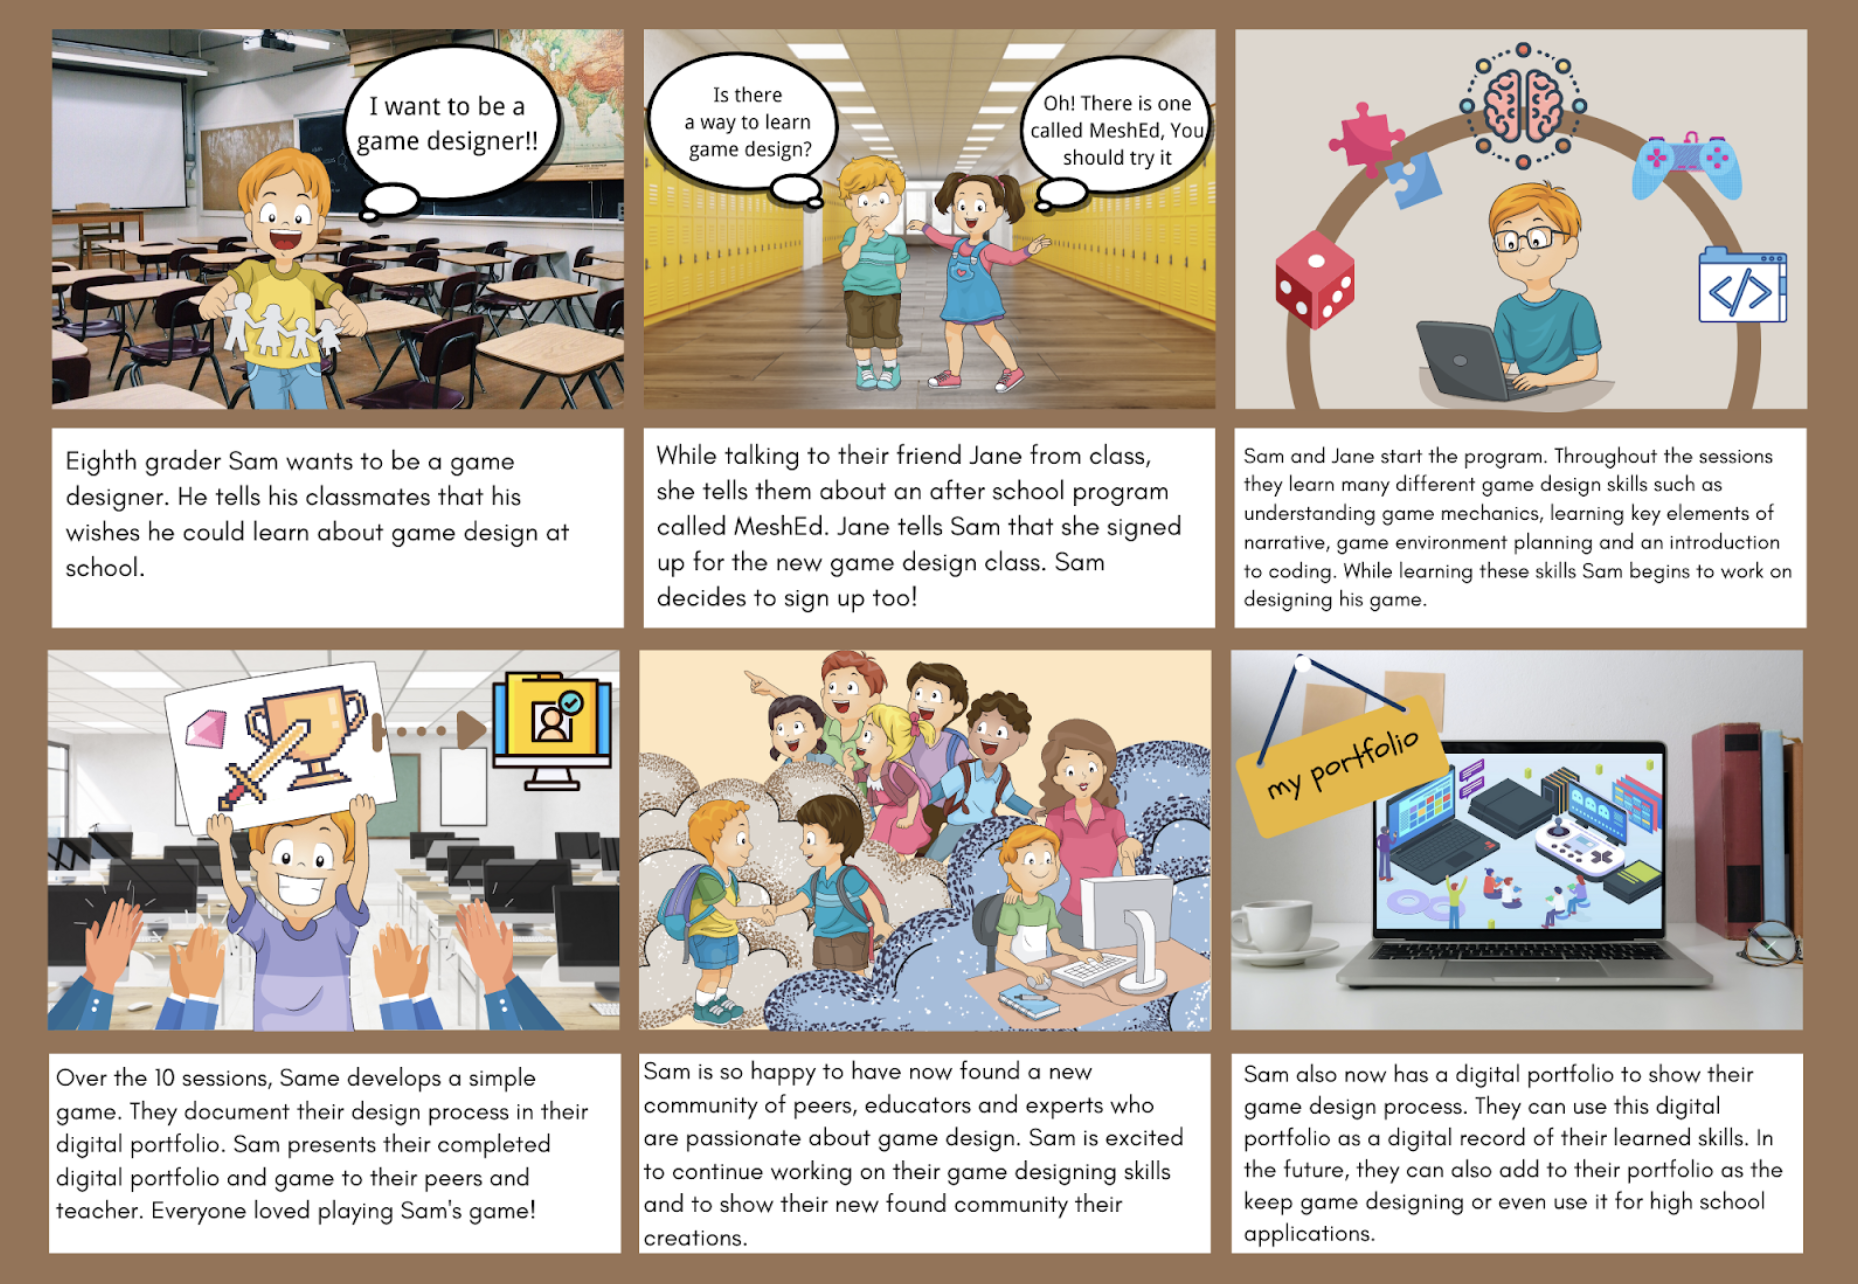 I want to be a
game designer!!
Is there
a way to learn
game design?
Oh! There is one
called MeshEd, You
should try it
Eighth grader Sam wants to be a game
designer. He tells his classmates that his
wishes he could learn about game design at
school.
While talking to their friend Jane from class,
she tells them about an after school program
called MeshEd. Jane tells Sam that she signed
up for the new game design class. Sam
decides to sign up too!
Sam and Jane start the program. Throughout the sessions
they learn many different game design skills such as
understanding game mechanics, learning key elements of
narrative, game environment planning and an introduction
to coding. While learning these skills Sam begins to work on
designing his game.
my portfolio
Over the 10 sessions, Same develops a simple
game. They document their design process in their
digital portfolio. Sam presents their completed
digital portfolio and game to their peers and
teacher. Everyone loved playing Sam's game!
Sam is so happy to have now found a new
community of peers, educators and experts who
are passionate about game design. Sam is excited
to continue working on their game designing skills
and to show their new found community their
creations.
Sam also now has a digital portfolio to show their
game design process. They can use this digital
portfolio as a digital record of their learned skills. In
the future, they can also add to their portfolio as the
keep game designing or even use it for high school
applications.